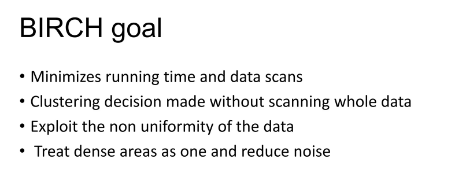 BIRCH goal
• Minimizes running time and data scans
• Clustering decision made without scanning whole data
• Exploit the non uniformity of the data
• Treat dense areas as one and reduce noise